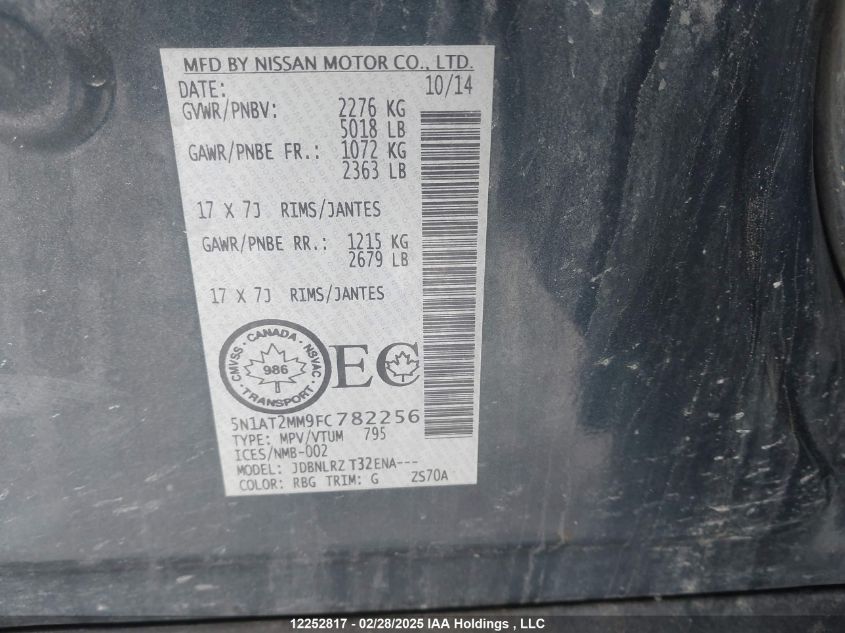 MFD BY NISSAN MOTOR CO., LTD.
DATE: 10/14
GVWR/PNBV: 2276 KG
5018 LB
GAWR/PNBE FR.: 1072 KG
2363 LB
17 X 7J RIMS/JANTES
GAWR/PNBE RR.: 1215 KG
2679 LB
17 X 7J RIMS/JANTES
CMVSS · CANADA · NSVAC · TRANSPORT ·
986
EC
5N1AT2MM9FC782256
TYPE: MPV/VTUM 795
ICES/NMB-002
MODEL: JDBNLRZ T32ENA---
COLOR: RBG TRIM: G ZS70A
12252817 - 02/28/2025 IAA Holdings , LLC